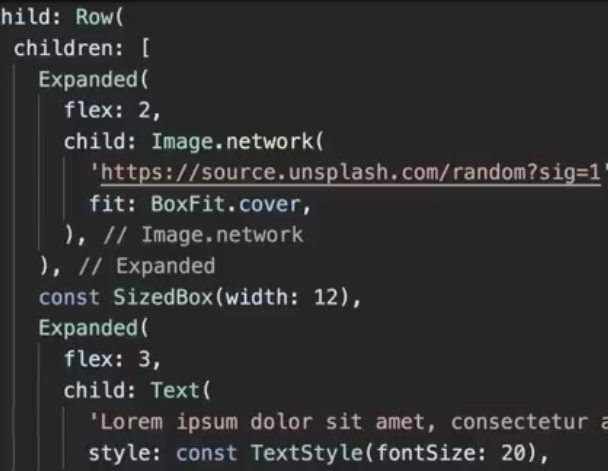 hild: Row(
children: [
Expanded(
flex: 2,
child: Image.network(
'https://source.unsplash.com/random?sig=1'
fit: BoxFit.cover,
), // Image.network
), // Expanded
const SizedBox(width: 12),
Expanded(
flex: 3,
child: Text(
'Lorem ipsum dolor sit amet, consectetur a
style: const TextStyle(fontSize: 20),